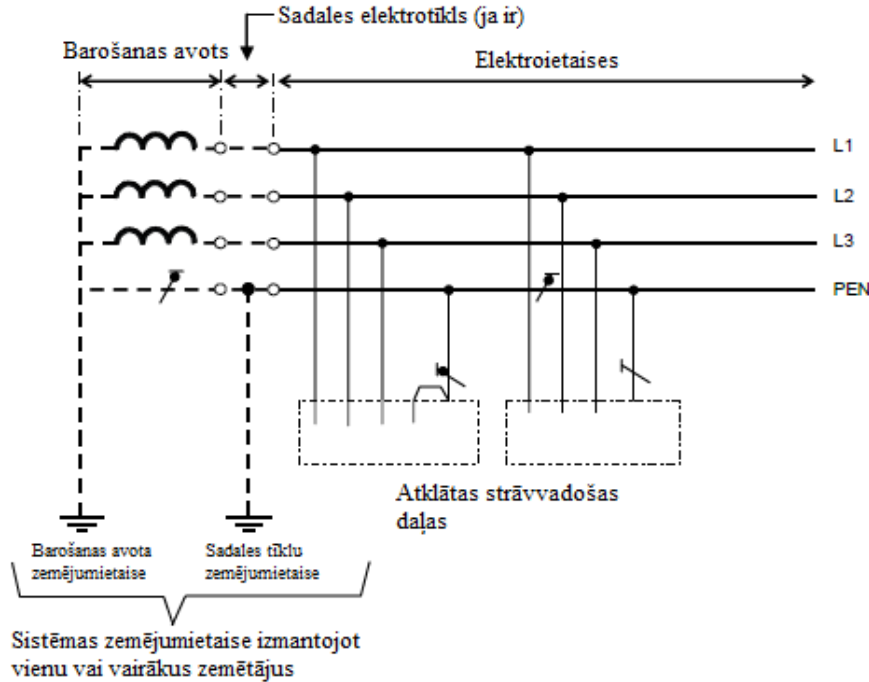 Sadales elektrotīkls (ja ir)
Barošanas avots
Elektroietaises
L1
L2
L3
PEN
Atklātas strāvvadošas
daļas
Barošanas avota
zemējumietaise
Sadales tīklu
zemējumietaise
Sistēmas zemējumietaise izmantojot
vienu vai vairākus zemētājus